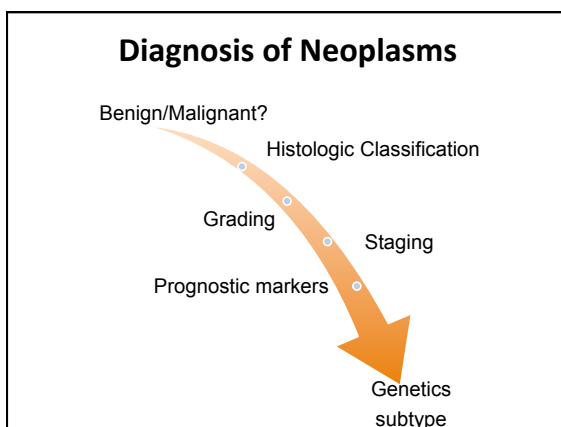 Diagnosis of Neoplasms
Benign/Malignant?
Histologic Classification
Grading
Staging
Prognostic markers
Genetics
subtype